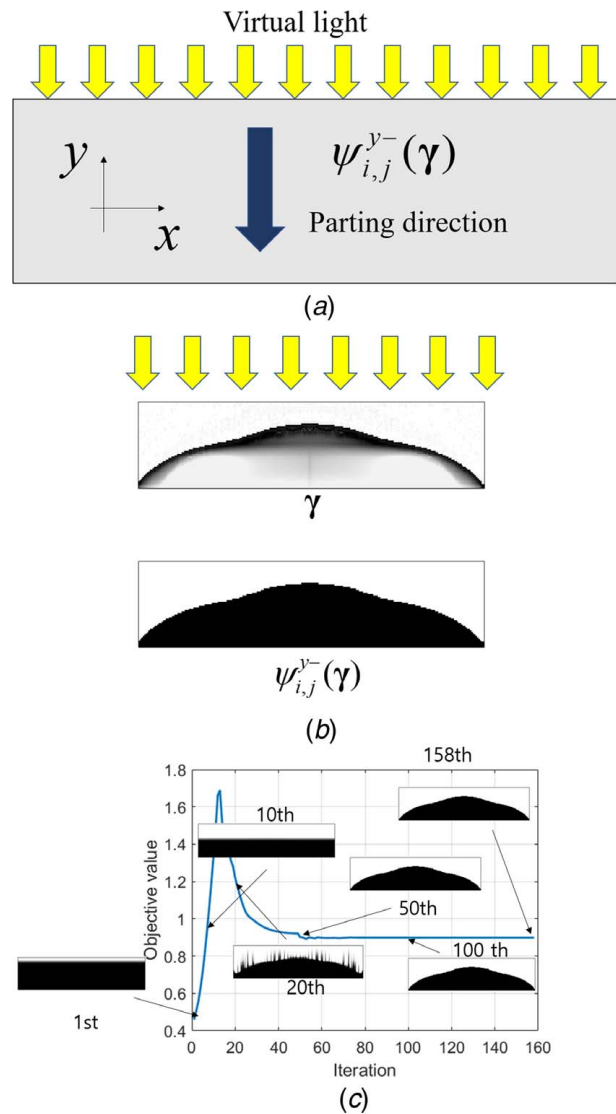 Virtual light
y
x
ψ_{i,j}^{y−}(γ)
Parting direction
(a)
γ
ψ_{i,j}^{y−}(γ)
(b)
158th
1.8
1.6
1.4
1.2
1
0.8
0.6
0.4
Objective value
10th
50th
100 th
20th
1st
0 20 40 60 80 100 120 140 160
Iteration
(c)